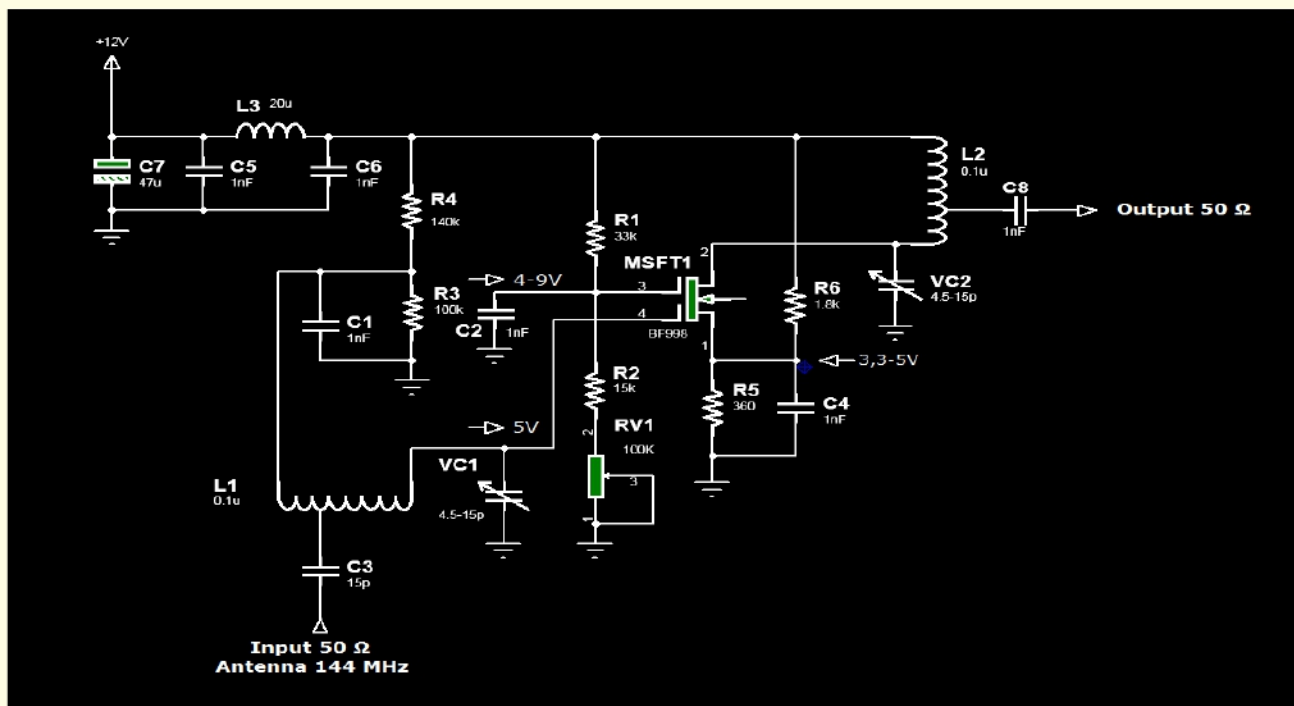 +12V
L3 20u
C7
47u
C5
1nF
C6
1nF
R4
140k
R1
33k
L2
0.1u
C8
1nF
Output 50 Ω
MSFT1
2
4-9V
3
4
BF998
1
C2
1nF
R6
1.8k
VC2
4.5-15p
C1
1nF
R3
100k
3,3-5V
R2
15k
R5
360
C4
1nF
5V
2
RV1
100K
3
1
VC1
4.5-15p
L1
0.1u
C3
15p
Input 50 Ω
Antenna 144 MHz